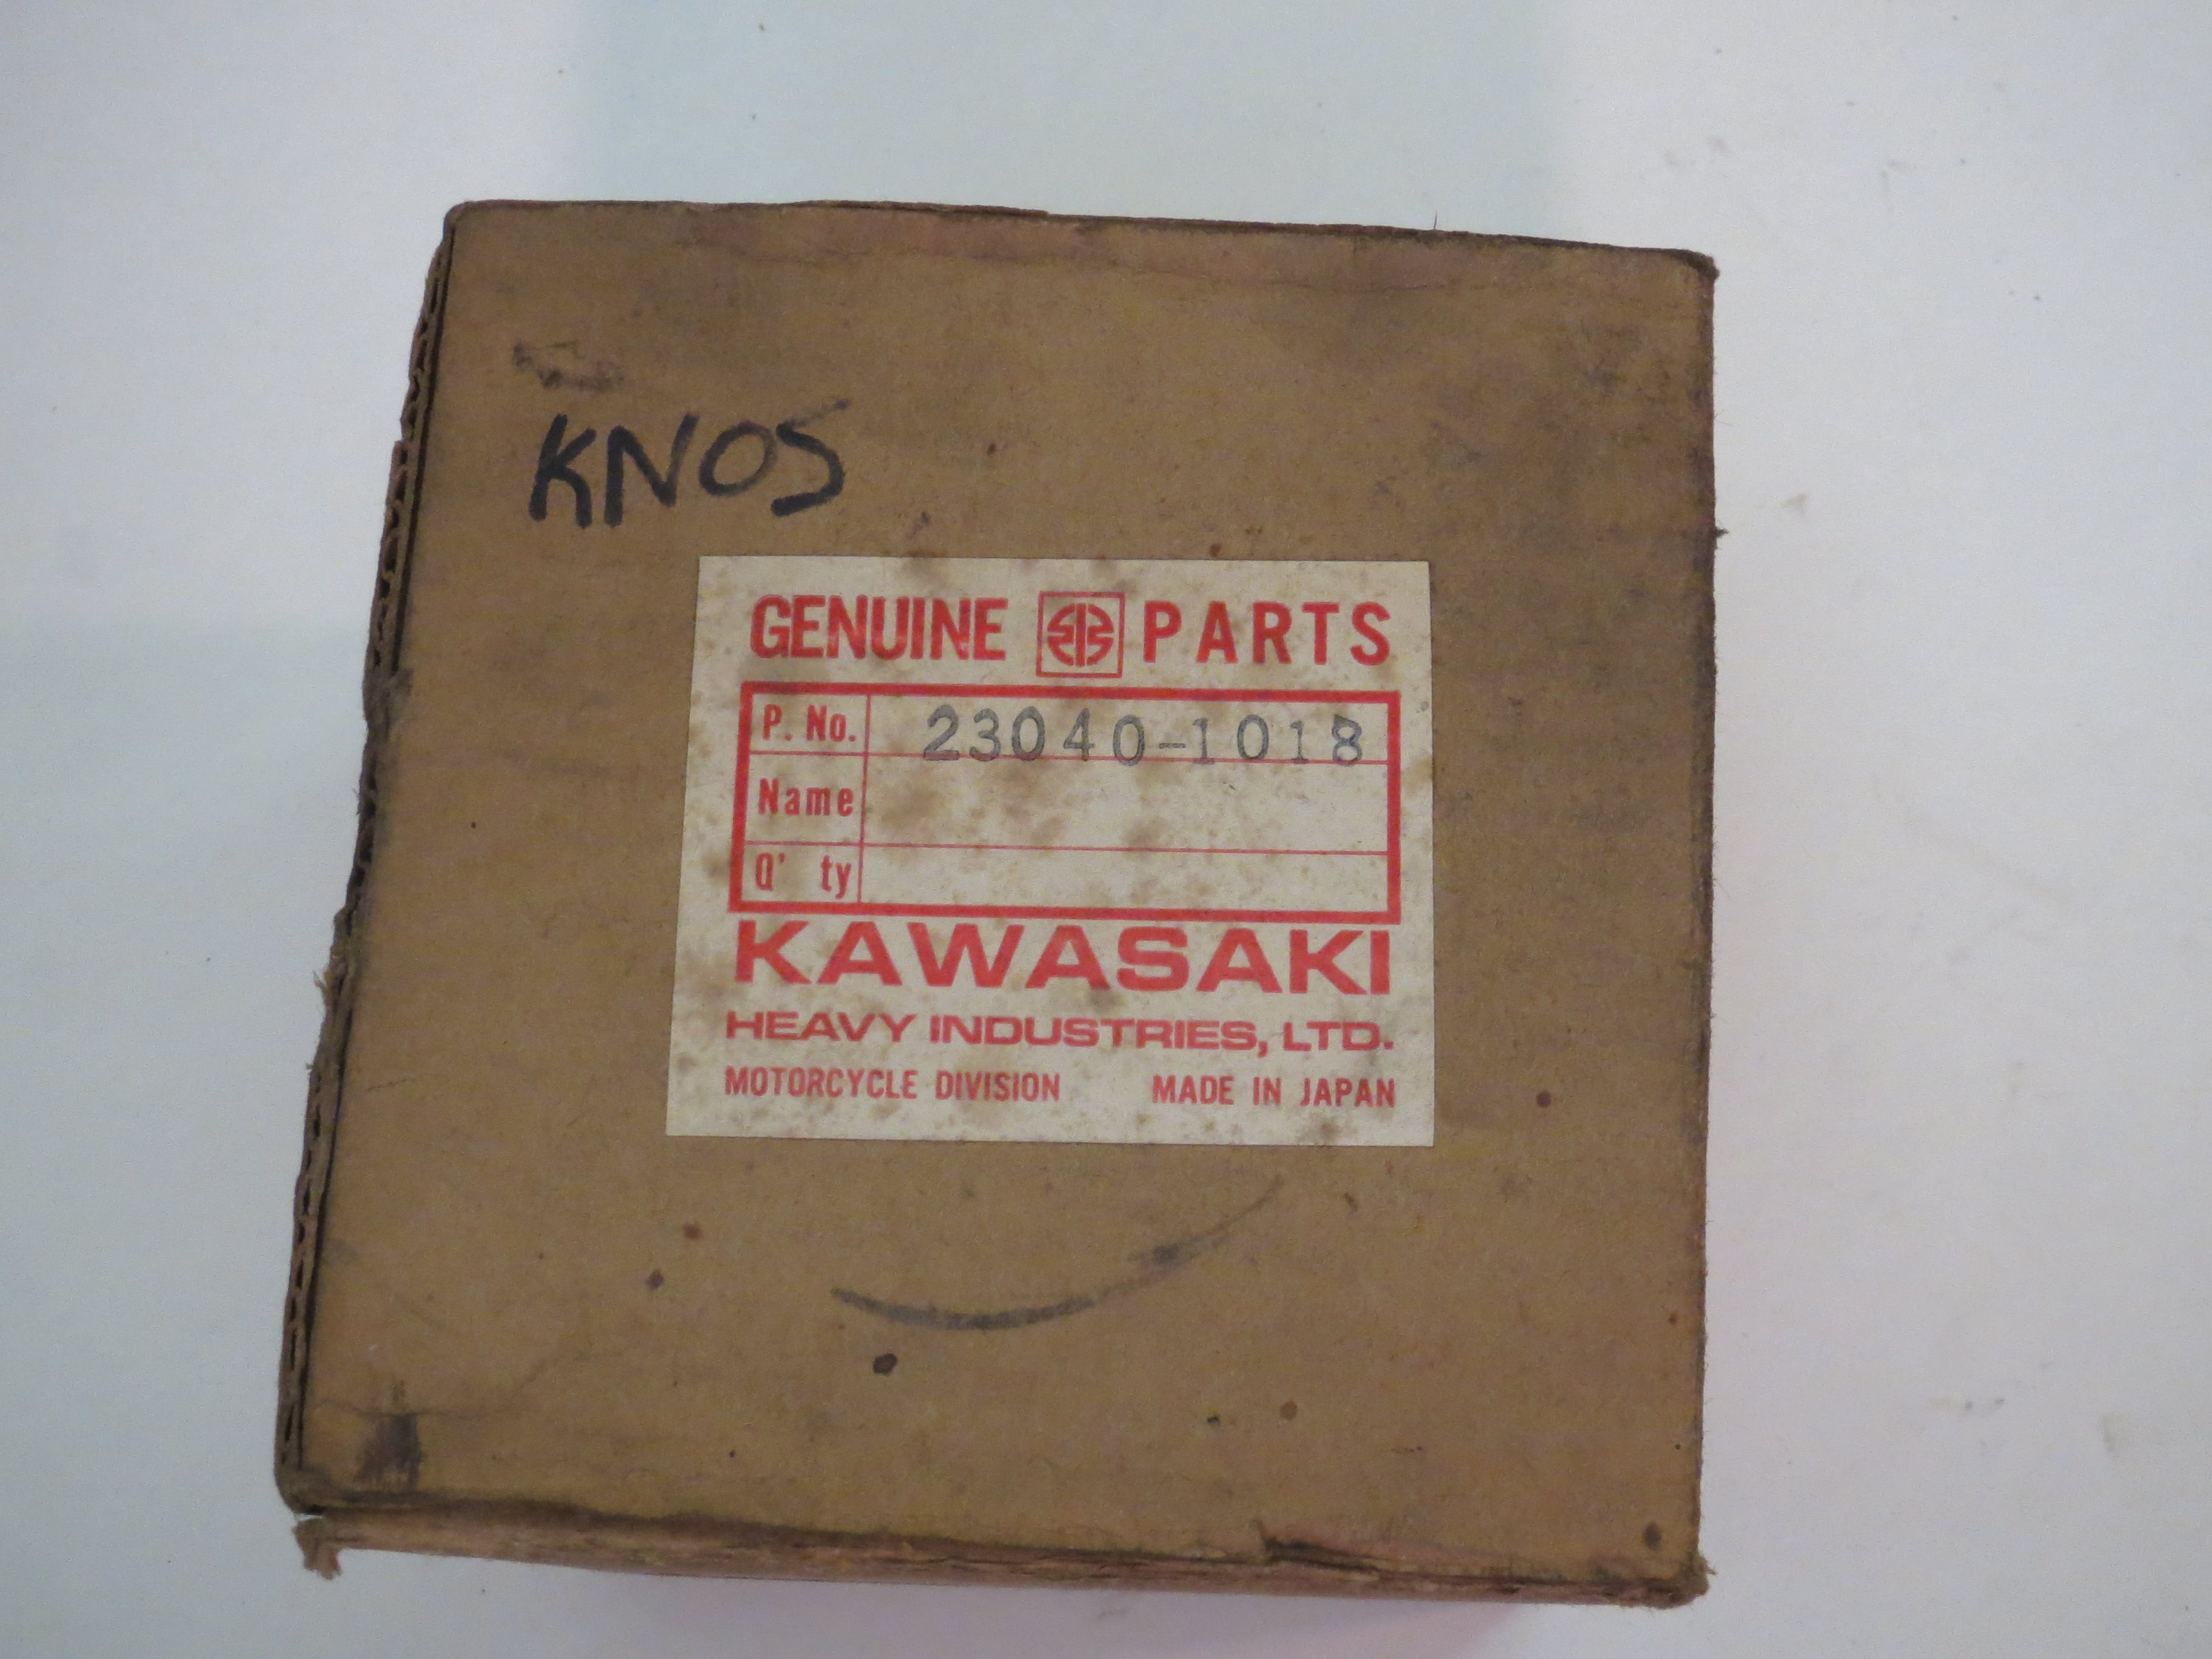 KNOS
GENUINE PARTS
P. No. 23040-1018
Name
Q' ty
KAWASAKI
HEAVY INDUSTRIES, LTD.
MOTORCYCLE DIVISION MADE IN JAPAN